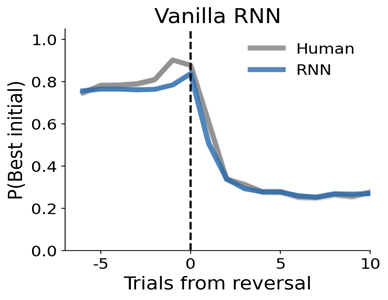 Vanilla RNN
P(Best initial)
1.0
0.8
0.6
0.4
0.2
0.0
Human
RNN
-5
0
5
10
Trials from reversal